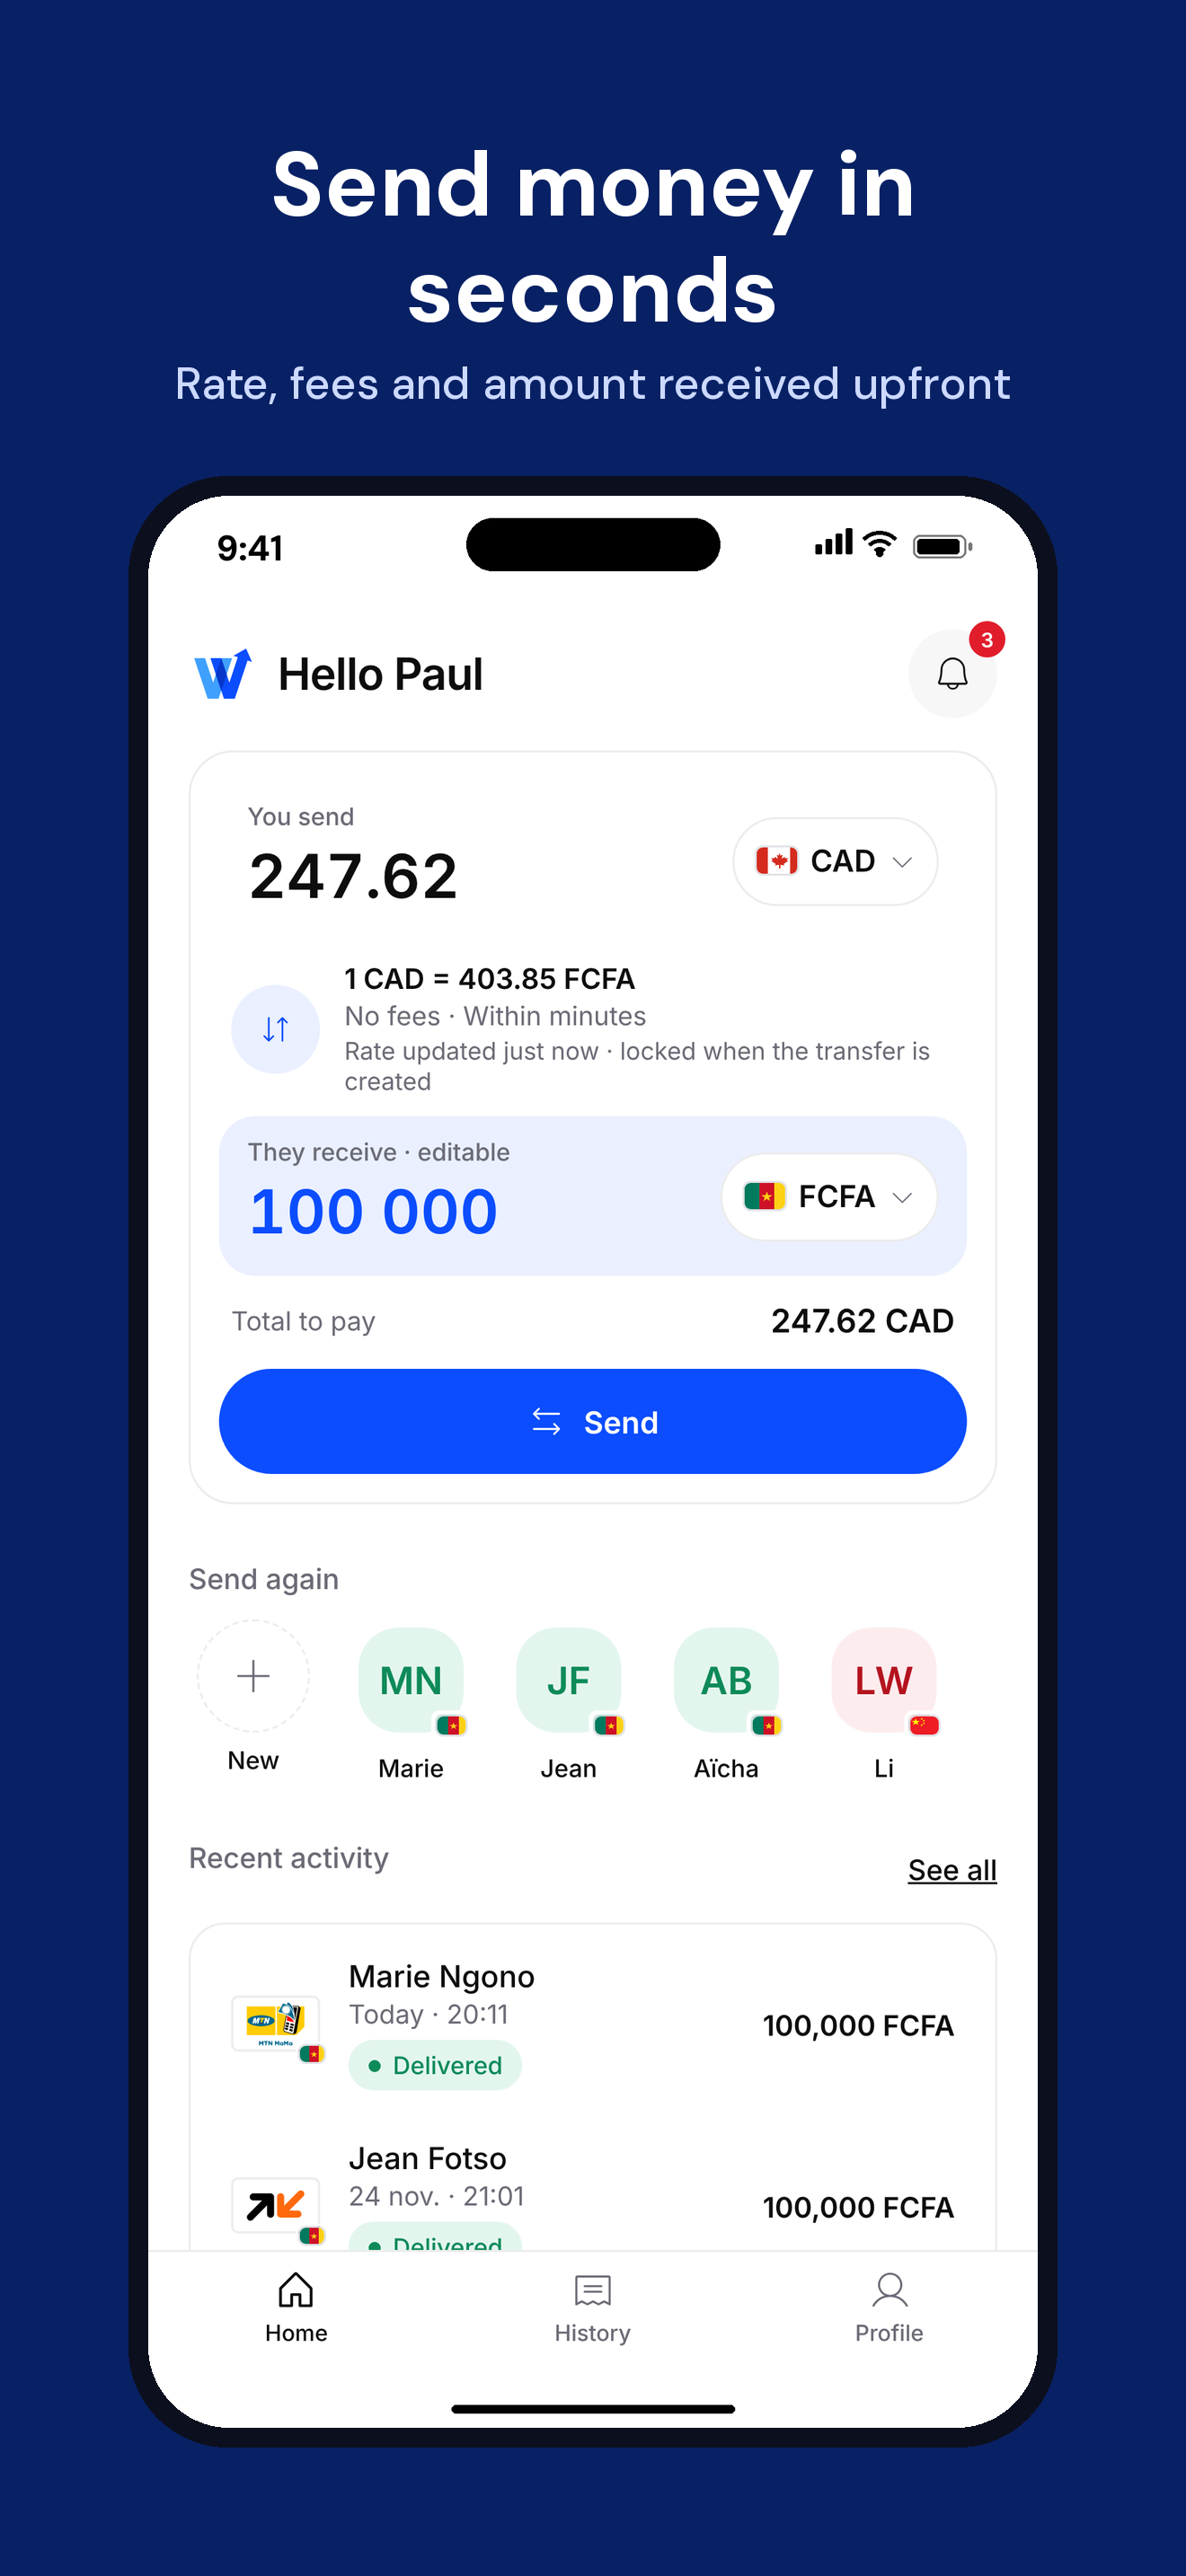 Send money in
seconds
Rate, fees and amount received upfront
9:41
Hello Paul
3
You send
247.62
CAD
1 CAD = 403.85 FCFA
No fees · Within minutes
Rate updated just now · locked when the transfer is
created
They receive · editable
100 000
FCFA
Total to pay
247.62 CAD
Send
Send again
New
MN
Marie
JF
Jean
AB
Aïcha
LW
Li
Recent activity
See all
Marie Ngono
Today · 20:11
Delivered
100,000 FCFA
MTN
MTN MoMo
Jean Fotso
24 nov. · 21:01
Delivered
100,000 FCFA
Home
History
Profile